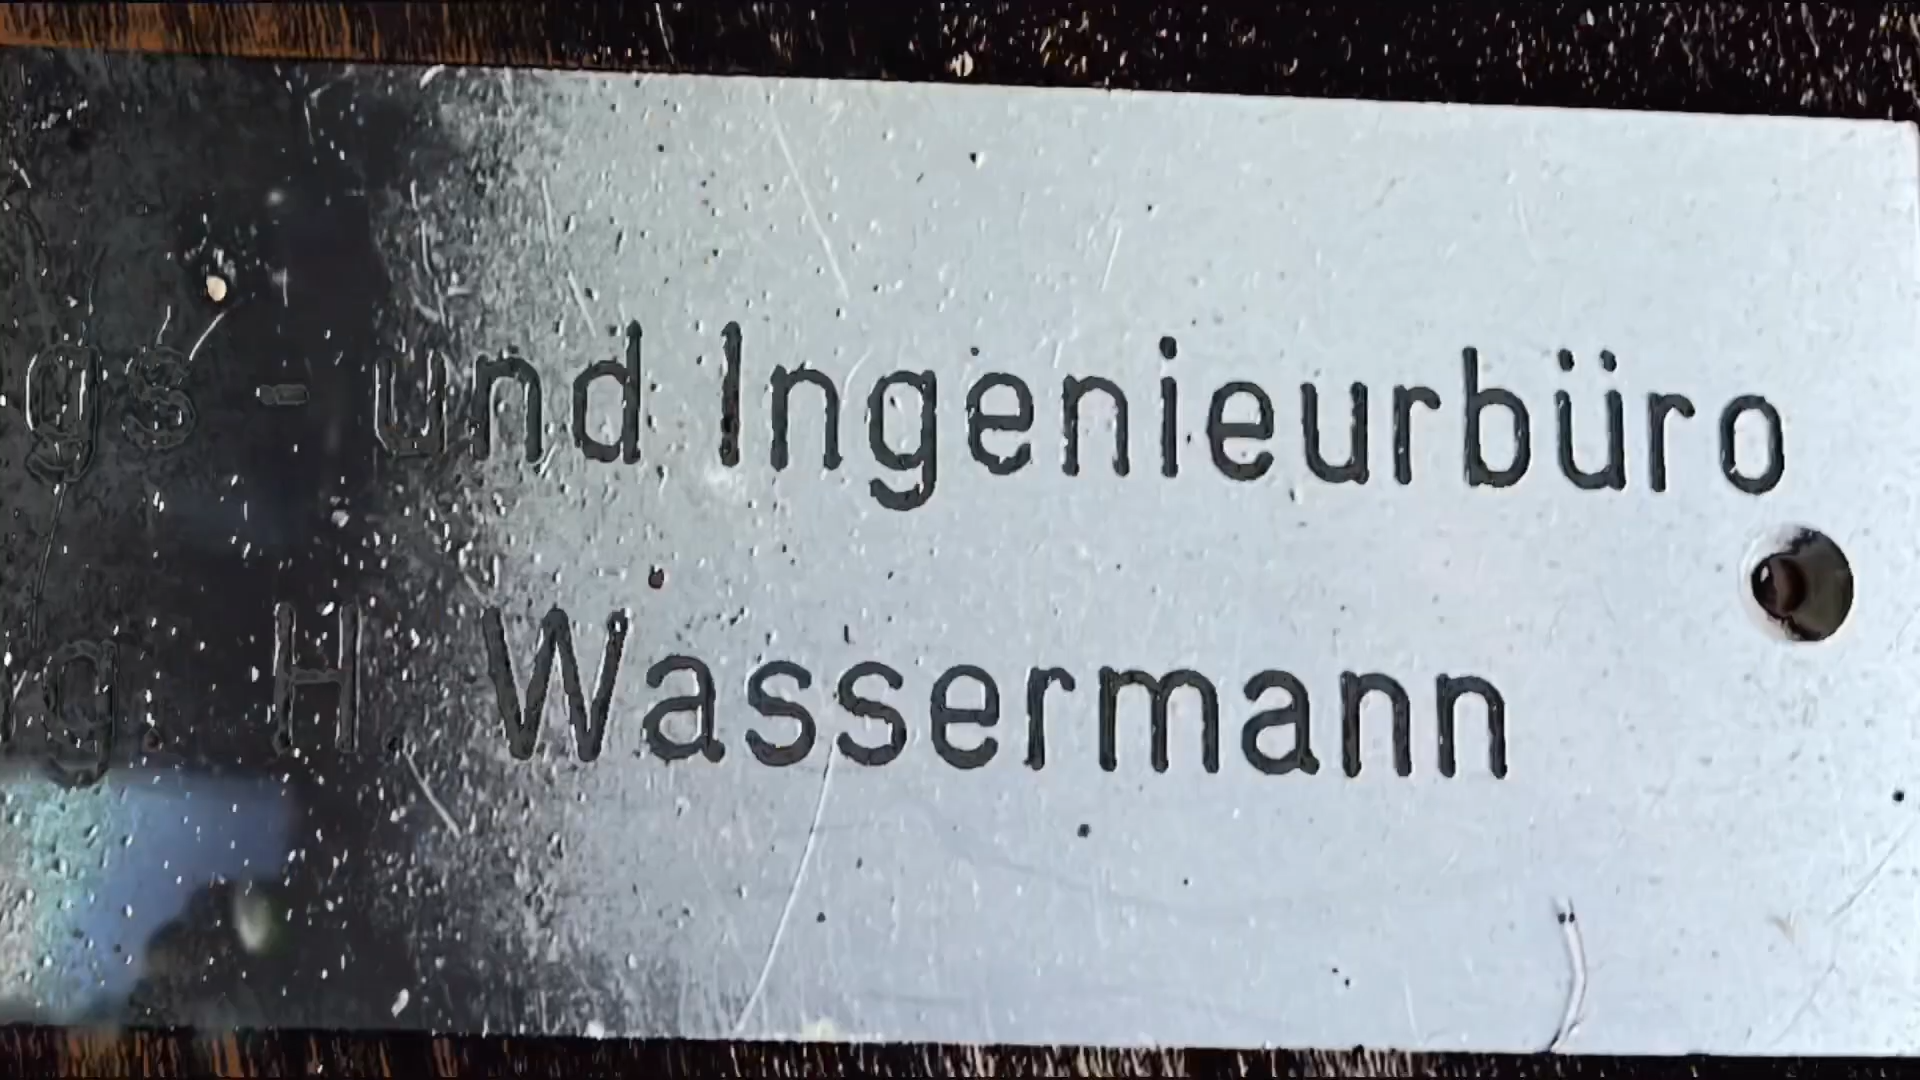 gs - und Ingenieurbüro
g. H. Wassermann